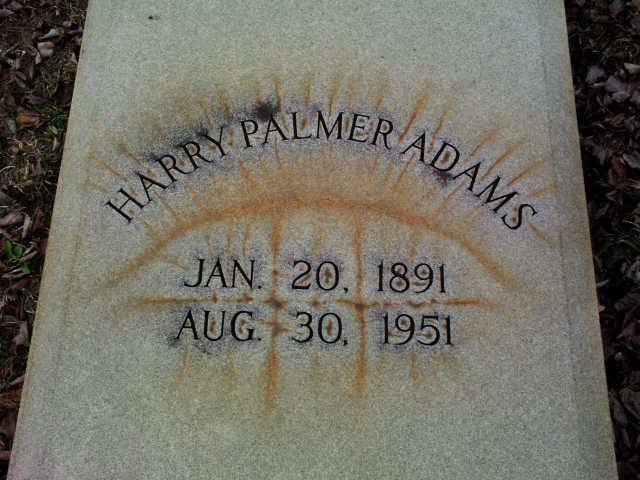 HARRY PALMER ADAMS
JAN. 20, 1891
AUG. 30, 1951